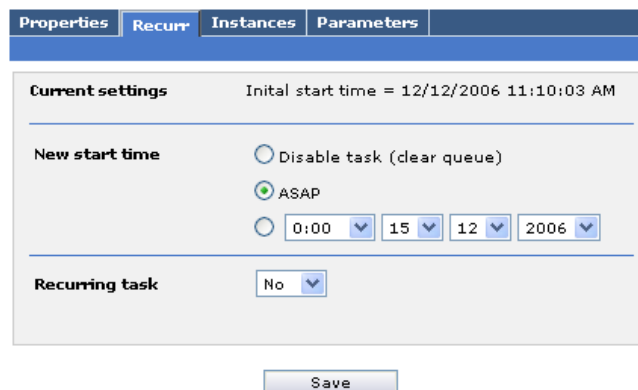 Properties Recurr Instances Parameters
Current settings Inital start time = 12/12/2006 11:10:03 AM
New start time Disable task (clear queue)
ASAP
0:00 15 12 2006
Recurring task No
Save